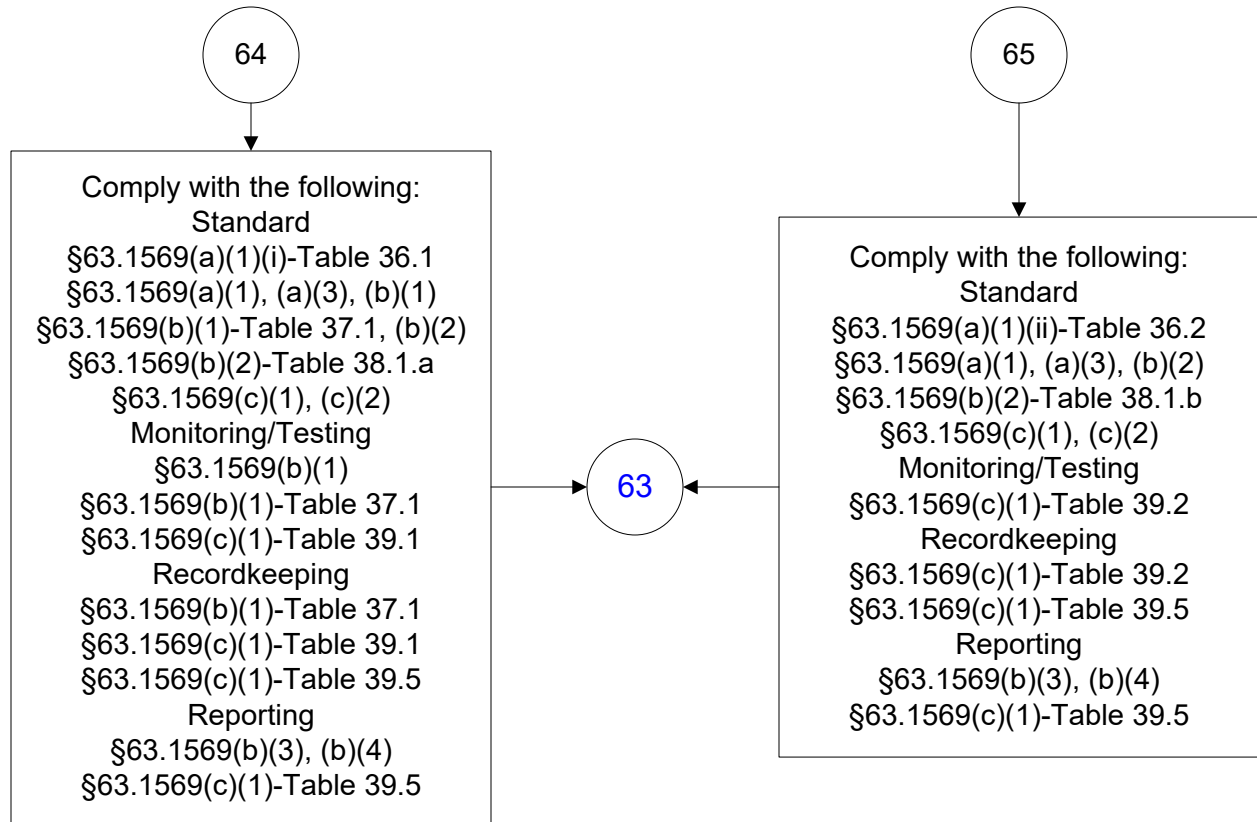 64
Comply with the following:
Standard
§63.1569(a)(1)(i)-Table 36.1
§63.1569(a)(1), (a)(3), (b)(1)
§63.1569(b)(1)-Table 37.1, (b)(2)
§63.1569(b)(2)-Table 38.1.a
§63.1569(c)(1), (c)(2)
Monitoring/Testing
§63.1569(b)(1)
§63.1569(b)(1)-Table 37.1
§63.1569(c)(1)-Table 39.1
Recordkeeping
§63.1569(b)(1)-Table 37.1
§63.1569(c)(1)-Table 39.1
§63.1569(c)(1)-Table 39.5
Reporting
§63.1569(b)(3), (b)(4)
§63.1569(c)(1)-Table 39.5
63
65
Comply with the following:
Standard
§63.1569(a)(1)(ii)-Table 36.2
§63.1569(a)(1), (a)(3), (b)(2)
§63.1569(b)(2)-Table 38.1.b
§63.1569(c)(1), (c)(2)
Monitoring/Testing
§63.1569(c)(1)-Table 39.2
Recordkeeping
§63.1569(c)(1)-Table 39.2
§63.1569(c)(1)-Table 39.5
Reporting
§63.1569(b)(3), (b)(4)
§63.1569(c)(1)-Table 39.5